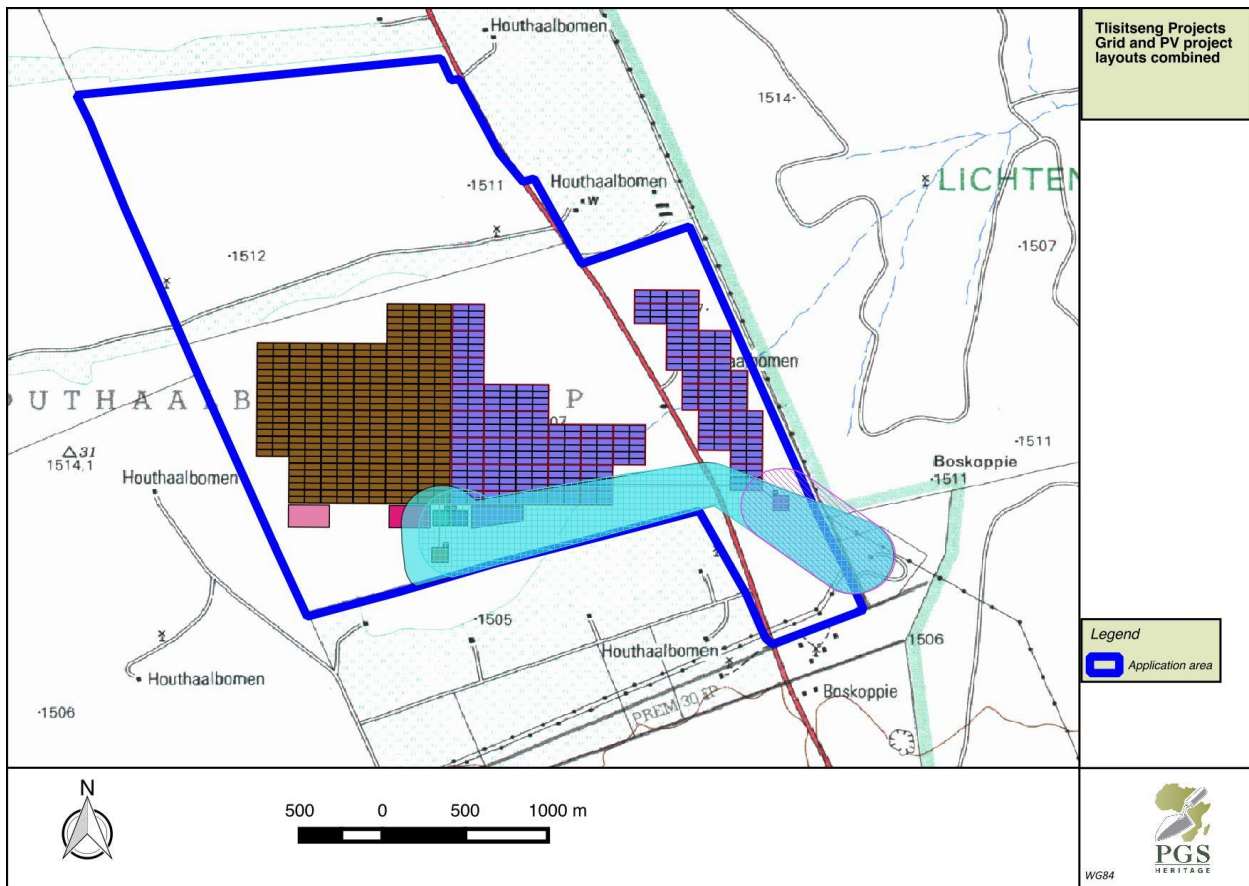 Tlisitseng Projects
Grid and PV project
layouts combined
Houthaalbomen
1514
LICHTEN
·1511
Houthaalbomen
W
·1512
·1507
7.
aalbomen
UTHAALB
P
07
31
1514.1
·1511
Boskoppie
·1511
Houthaalbomen
·1505
1506
Houthaalbomen
Houthaalbomen
Boskoppie
PREM 30 IP
·1506
Legend
Application area
N
500 0 500 1000 m
PGS
HERITAGE
WG84